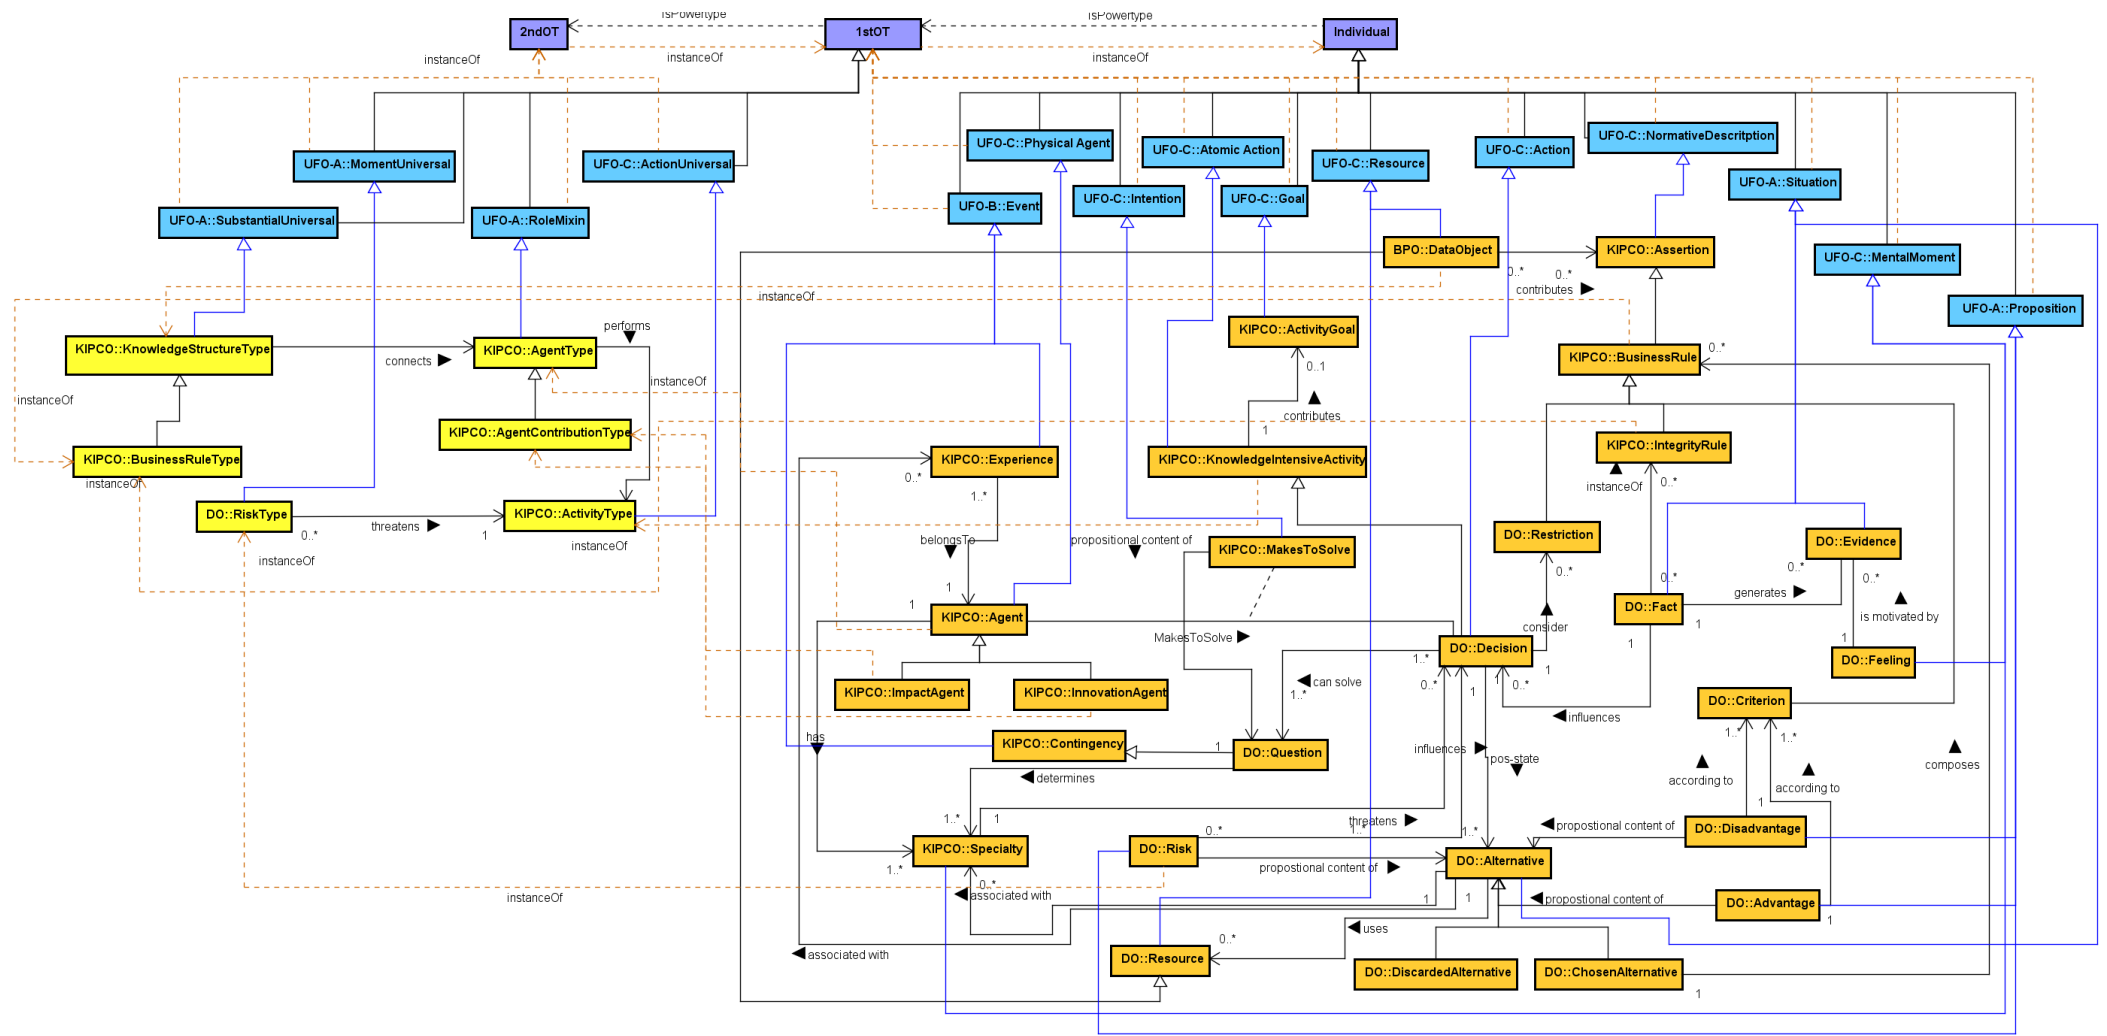 isPowertype
isPowertype
2ndOT
1stOT
Individual
instanceOf
instanceOf
instanceOf
UFO-A::MomentUniversal
UFO-C::ActionUniversal
UFO-C::Physical Agent
UFO-C::Atomic Action
UFO-C::Resource
UFO-C::Action
UFO-C::NormativeDescritption
UFO-A::Situation
UFO-A::SubstantialUniversal
UFO-A::RoleMixin
UFO-B::Event
UFO-C::Intention
UFO-C::Goal
BPO::DataObject
KIPCO::Assertion
UFO-C::MentalMoment
0..*
0..*
contributes
instanceOf
UFO-A::Proposition
KIPCO::KnowledgeStructureType
connects
performs
KIPCO::AgentType
KIPCO::ActivityGoal
0..1
KIPCO::BusinessRule
0..*
instanceOf
instanceOf
contributes
1
KIPCO::AgentContributionType
KIPCO::IntegrityRule
KIPCO::BusinessRuleType
instanceOf
KIPCO::Experience
0..*
1..*
KIPCO::KnowledgeIntensiveActivity
instanceOf
0..*
DO::RiskType
0..*
threatens
1
KIPCO::ActivityType
instanceOf
instanceOf
belongsTo
propositional content of
KIPCO::MakesToSolve
DO::Restriction
0..*
DO::Evidence
0..*
0..*
0..*
1
1
KIPCO::Agent
MakesToSolve
consider
DO::Fact
generates
1
is motivated by
1
1
DO::Decision
1..*
1
DO::Feeling
KIPCO::ImpactAgent
KIPCO::InnovationAgent
can solve
1..*
0..*
1
1
0..*
influences
DO::Criterion
1..*
1..*
has
KIPCO::Contingency
1
DO::Question
influences
pos-state
determines
according to
according to
composes
1..*
1
threatens
1..*
0..*
1..*
propostional content of
1
DO::Disadvantage
KIPCO::Specialty
1..*
DO::Risk
propostional content of
DO::Alternative
0..*
associated with
instanceOf
1
1
propostional content of
DO::Advantage
1
uses
0..*
associated with
DO::Resource
DO::DiscardedAlternative
DO::ChosenAlternative
1